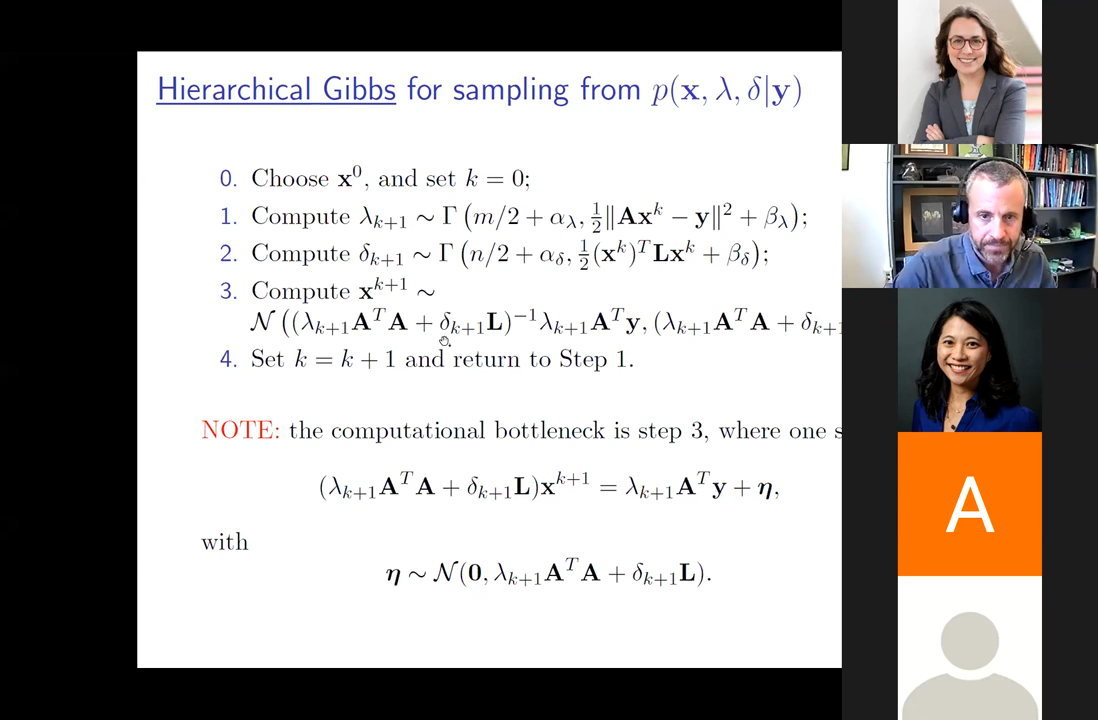 Hierarchical Gibbs for sampling from p(x, λ, δ|y)
0. Choose x^0, and set k = 0;
1. Compute λ_{k+1} ∼ Γ (m/2 + α_λ, ½‖Ax^k − y‖² + β_λ);
2. Compute δ_{k+1} ∼ Γ (n/2 + α_δ, ½(x^k)^T Lx^k + β_δ);
3. Compute x^{k+1} ∼
𝒩 ((λ_{k+1}A^T A + δ_{k+1}L)^{−1}λ_{k+1}A^T y, (λ_{k+1}A^T A + δ_{k+1}
4. Set k = k + 1 and return to Step 1.
NOTE: the computational bottleneck is step 3, where one s
(λ_{k+1}A^T A + δ_{k+1}L)x^{k+1} = λ_{k+1}A^T y + η,
with
η ∼ 𝒩(0, λ_{k+1}A^T A + δ_{k+1}L).
A